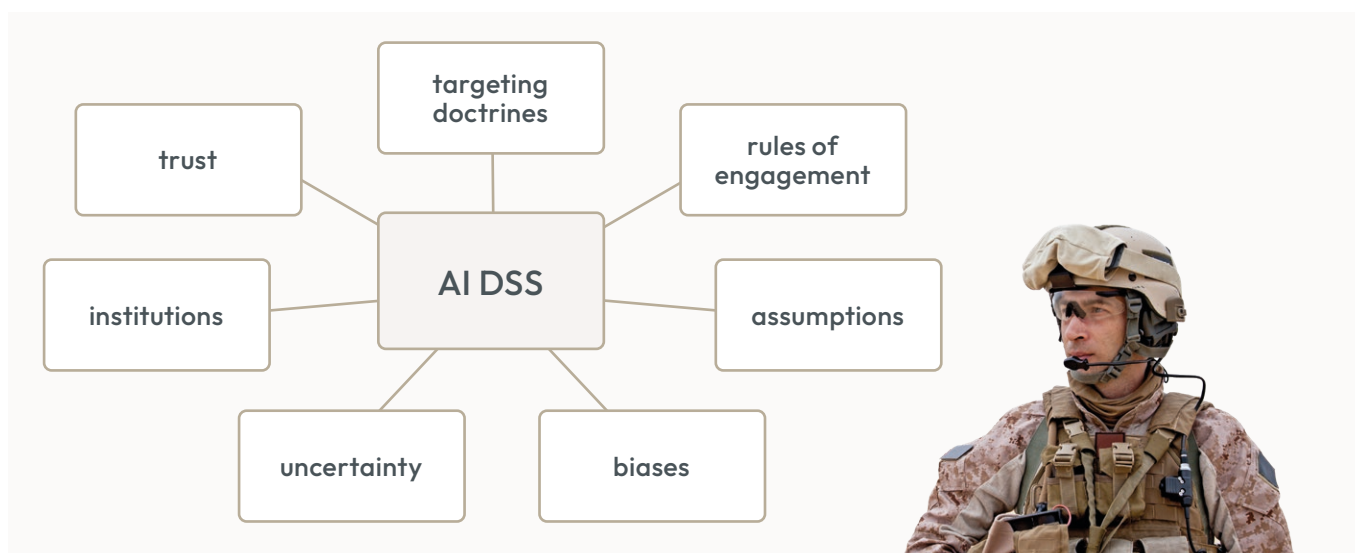 targeting
doctrines
trust
rules of
engagement
AI DSS
institutions
assumptions
uncertainty
biases